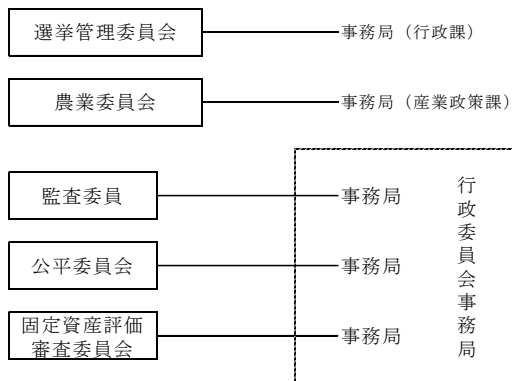 選挙管理委員会
事務局（行政課）
農業委員会
事務局（産業政策課）
監査委員
事務局
公平委員会
事務局
固定資産評価
審査委員会
事務局
行政委員会事務局